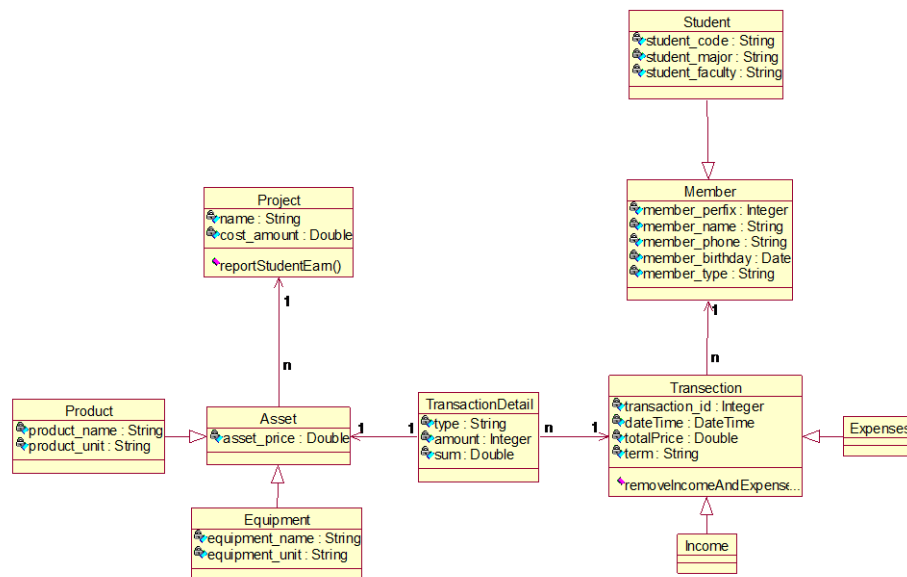 Student
student_code : String
student_major : String
student_faculty : String
Member
member_perfix : Integer
member_name : String
member_phone : String
member_birthday : Date
member_type : String
Project
name : String
cost_amount : Double
reportStudentEarn()
1
n
1
n
Product
product_name : String
product_unit : String
Asset
asset_price : Double
1
1
TransactionDetail
type : String
amount : Integer
sum : Double
n
1
Transection
transaction_id : Integer
dateTime : DateTime
totalPrice : Double
term : String
removeIncomeAndExpense...
Expenses
Equipment
equipment_name : String
equipment_unit : String
Income